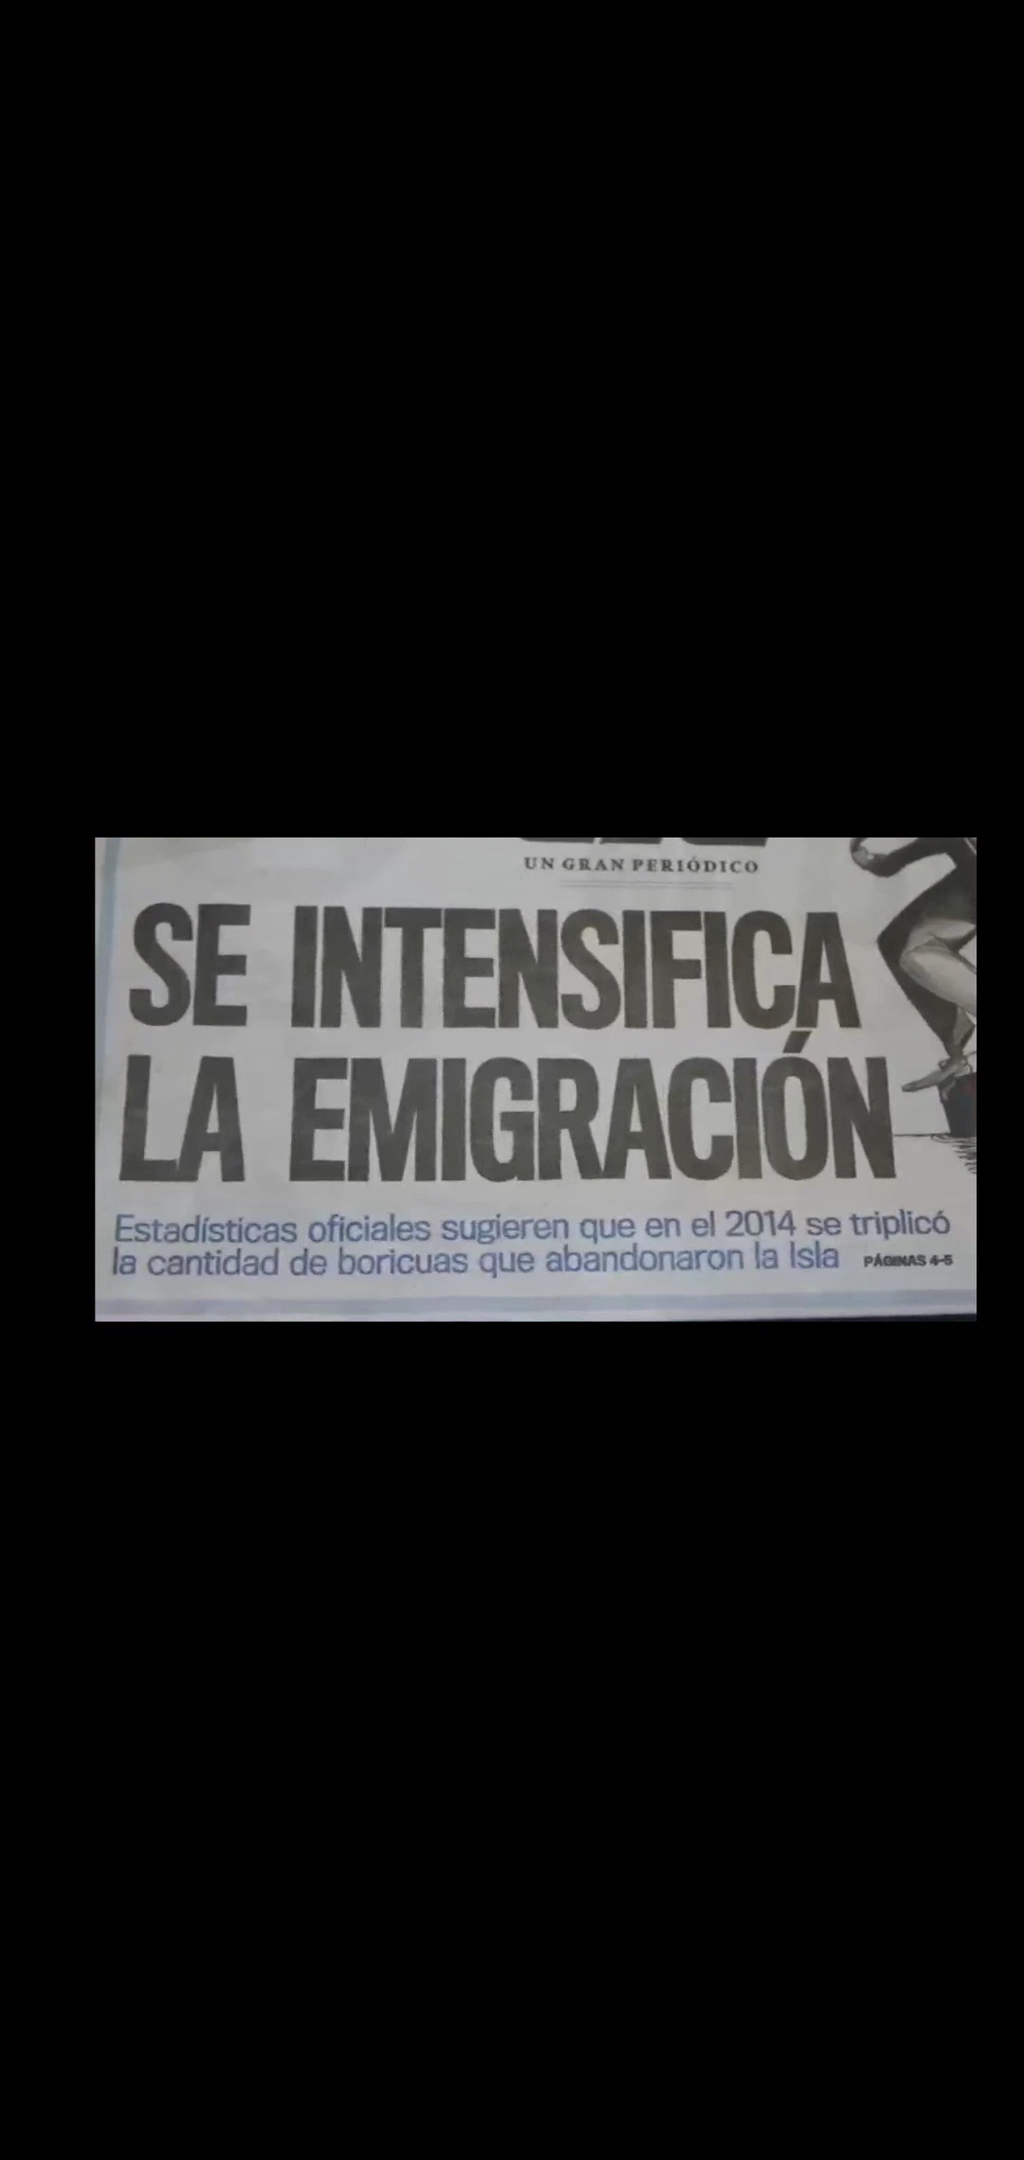 UN GRAN PERIÓDICO
SE INTENSIFICA
LA EMIGRACIÓN
Estadísticas oficiales sugieren que en el 2014 se triplicó
la cantidad de boricuas que abandonaron la Isla PÁGINAS 4-5